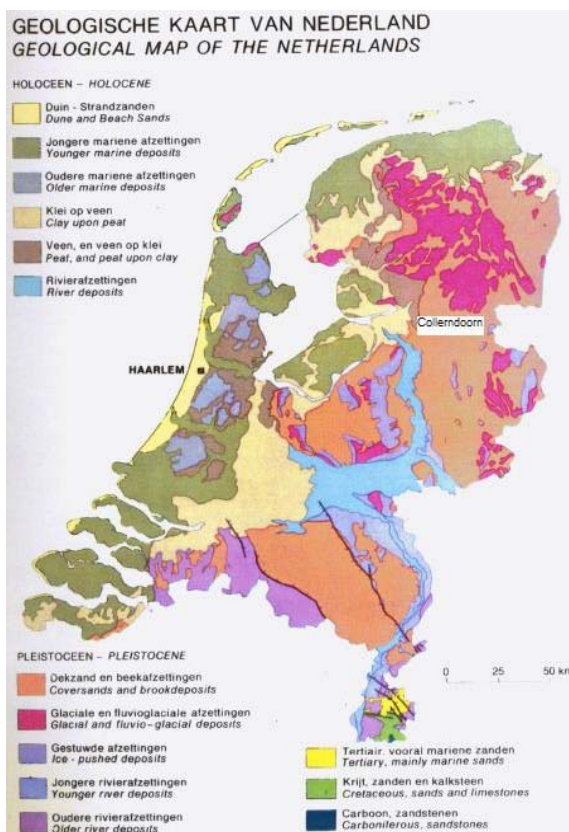 GEOLOGISCHE KAART VAN NEDERLAND
GEOLOGICAL MAP OF THE NETHERLANDS
HOLOCEEN – HOLOCENE
Duin - Strandzanden
Dune and Beach Sands
Jongere mariene afzettingen
Younger marine deposits
Oudere mariene afzettingen
Older marine deposits
Klei op veen
Clay upon peat
Veen, en veen op klei
Peat, and peat upon clay
Rivierafzettingen
River deposits
Collerndoorn
HAARLEM
PLEISTOCEEN – PLEISTOCENE
Dekzand en beekafzettingen
Coversands and brookdeposits
Glaciale en fluvioglaciale afzettingen
Glacial and fluvio-glacial deposits
Gestuwde afzettingen
Ice - pushed deposits
Jongere rivierafzettingen
Younger river deposits
Oudere rivierafzettingen
Older river deposits
0 25 50 km
Tertiair, vooral mariene zanden
Tertiary, mainly marine sands
Krijt, zanden en kalksteen
Cretaceous, sands and limestones
Carboon, zandstenen
Carboniferous, sandstones